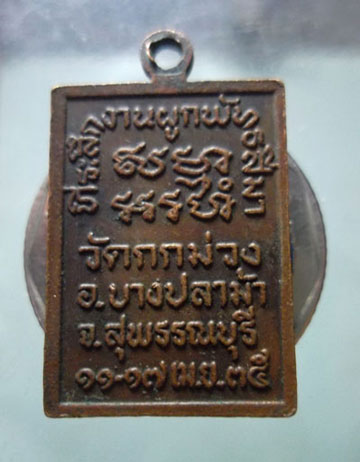 ที่ระลึกงานผูกพัทธสีมา
วัดกกม่วง
อ.บางปลาม้า
จ.สุพรรณบุรี
๑๑-๑๗ เม.ย.๓๕